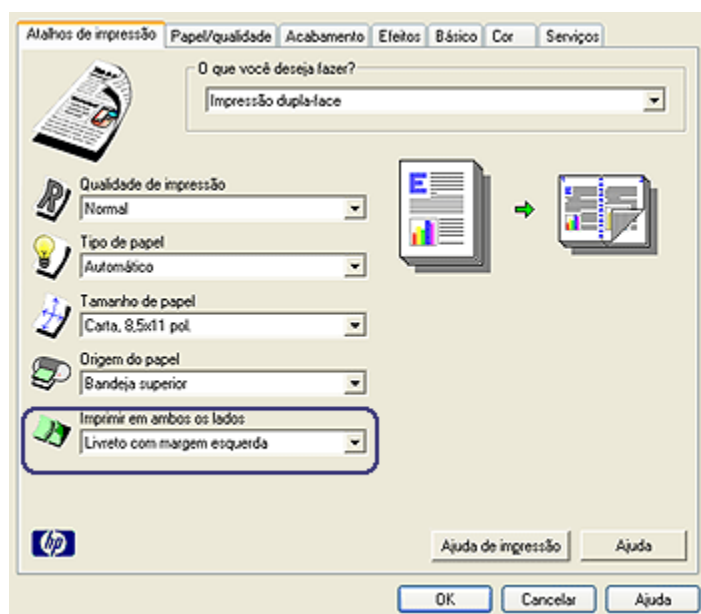 Atalhos de impressão Papel/qualidade Acabamento Efeitos Básico Cor Serviços
O que você deseja fazer?
Impressão dupla-face
Qualidade de impressão
Normal
Tipo de papel
Automático
Tamanho de papel
Carta, 8,5x11 pol.
Origem do papel
Bandeja superior
Imprimir em ambos os lados
Livreto com margem esquerda
hp
Ajuda de impressão Ajuda
OK Cancelar Ajuda